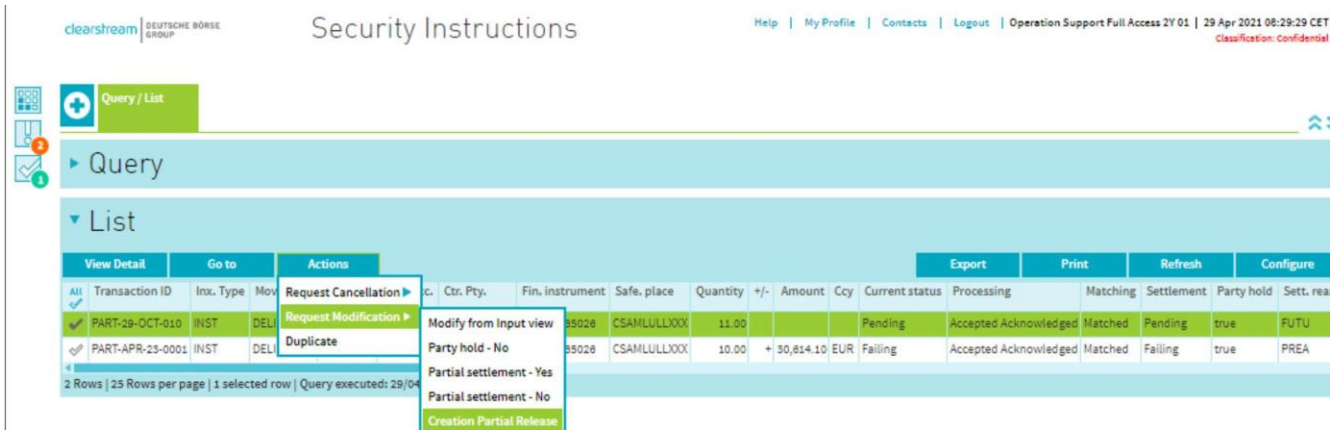 clearstream | DEUTSCHE BÖRSE GROUP
Security Instructions
Help | My Profile | Contacts | Logout | Operation Support Full Access 2Y 01 | 29 Apr 2021 08:29:29 CET
Classification: Confidential
Query / List
2
1
Query
List
View Detail Go to Actions Export Print Refresh Configure
All Transaction ID Inx. Type Mov c. Ctr. Pty. Fin. instrument Safe. place Quantity +/- Amount Ccy Current status Processing Matching Settlement Party hold Sett. rea
PART-29-OCT-010 INST DELI 85026 CSAMLULLXXX 11.00 Pending Accepted Acknowledged Matched Pending true FUTU
PART-APR-23-0001 INST DELI 85026 CSAMLULLXXX 10.00 + 30,614.10 EUR Failing Accepted Acknowledged Matched Failing true PREA
2 Rows | 25 Rows per page | 1 selected row | Query executed: 29/04
Request Cancellation
Request Modification
Duplicate
Modify from Input view
Party hold - No
Partial settlement - Yes
Partial settlement - No
Creation Partial Release